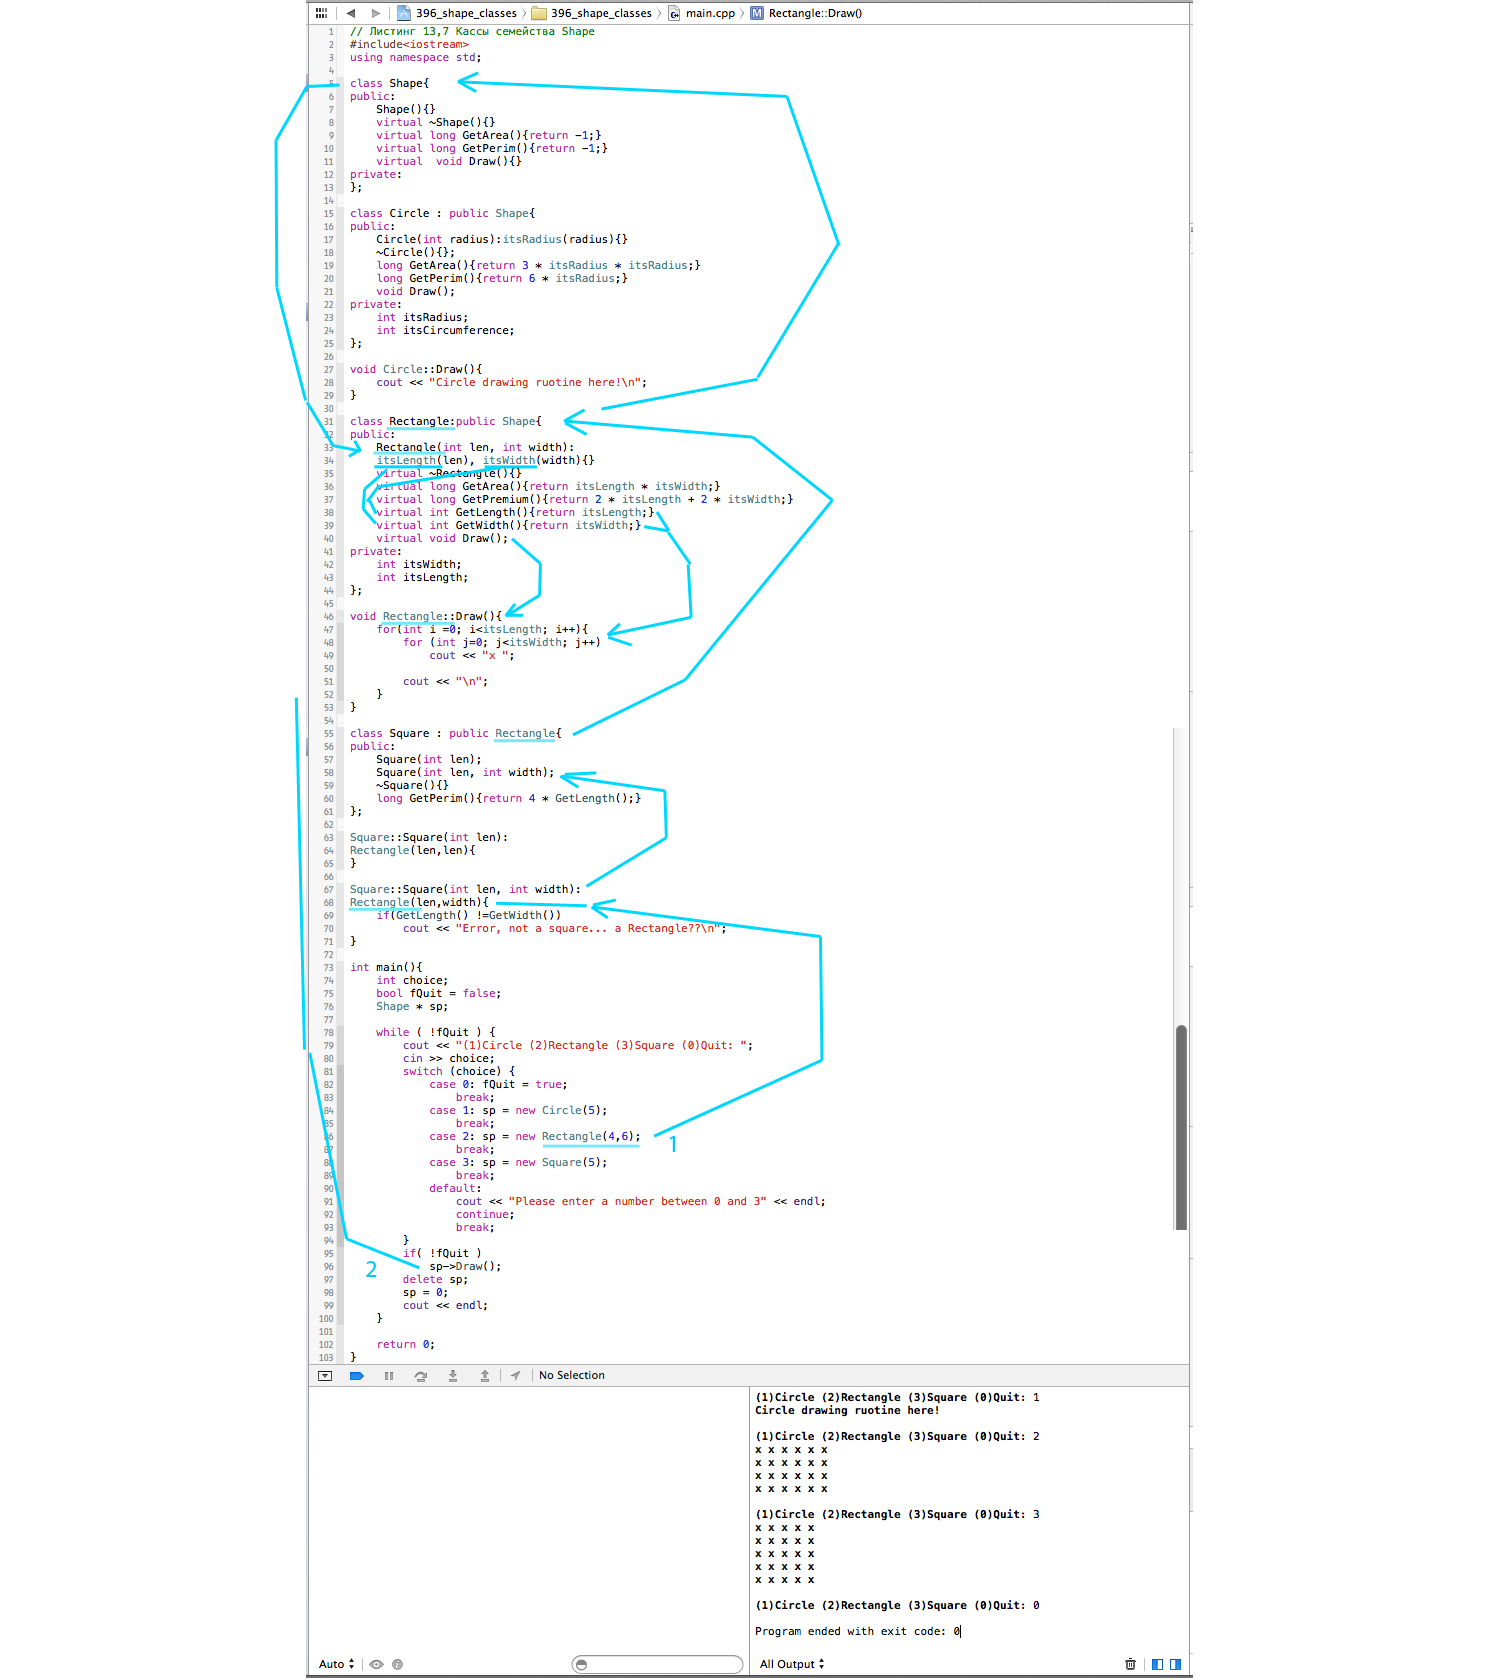 396_shape_classes 396_shape_classes main.cpp M Rectangle::Draw()
1 // Листинг 13,7 Кассы семейства Shape
2 #include<iostream>
3 using namespace std;
4
5 class Shape{
6 public:
7 Shape(){}
8 virtual ~Shape(){}
9 virtual long GetArea(){return -1;}
10 virtual long GetPerim(){return -1;}
11 virtual  void Draw(){}
12 private:
13 };
14
15 class Circle : public Shape{
16 public:
17 Circle(int radius):itsRadius(radius){}
18 ~Circle(){};
19 long GetArea(){return 3 * itsRadius * itsRadius;}
20 long GetPerim(){return 6 * itsRadius;}
21 void Draw();
22 private:
23 int itsRadius;
24 int itsCircumference;
25 };
26
27 void Circle::Draw(){
28 cout << "Circle drawing ruotine here!\n";
29 }
30
31 class Rectangle:public Shape{
32 public:
33 Rectangle(int len, int width):
34 itsLength(len), itsWidth(width){}
35 virtual ~Rectangle(){}
36 virtual long GetArea(){return itsLength * itsWidth;}
37 virtual long GetPremium(){return 2 * itsLength + 2 * itsWidth;}
38 virtual int GetLength(){return itsLength;}
39 virtual int GetWidth(){return itsWidth;}
40 virtual void Draw();
41 private:
42 int itsWidth;
43 int itsLength;
44 };
45
46 void Rectangle::Draw(){
47 for(int i =0; i<itsLength; i++){
48 for (int j=0; j<itsWidth; j++)
49 cout << "x ";
50
51 cout << "\n";
52 }
53 }
54
55 class Square : public Rectangle{
56 public:
57 Square(int len);
58 Square(int len, int width);
59 ~Square(){}
60 long GetPerim(){return 4 * GetLength();}
61 };
62
63 Square::Square(int len):
64 Rectangle(len,len){
65 }
66
67 Square::Square(int len, int width):
68 Rectangle(len,width){
69 if(GetLength() !=GetWidth())
70 cout << "Error, not a square... a Rectangle??\n";
71 }
72
73 int main(){
74 int choice;
75 bool fQuit = false;
76 Shape * sp;
77
78 while ( !fQuit ) {
79 cout << "(1)Circle (2)Rectangle (3)Square (0)Quit: ";
80 cin >> choice;
81 switch (choice) {
82 case 0: fQuit = true;
83 break;
84 case 1: sp = new Circle(5);
85 break;
86 case 2: sp = new Rectangle(4,6); 1
87 break;
88 case 3: sp = new Square(5);
89 break;
90 default:
91 cout << "Please enter a number between 0 and 3" << endl;
92 continue;
93 break;
94 }
95 if( !fQuit )
96 2 sp->Draw();
97 delete sp;
98 sp = 0;
99 cout << endl;
100 }
101
102 return 0;
103 }
No Selection
(1)Circle (2)Rectangle (3)Square (0)Quit: 1
Circle drawing ruotine here!
(1)Circle (2)Rectangle (3)Square (0)Quit: 2
x x x x x x
x x x x x x
x x x x x x
x x x x x x
(1)Circle (2)Rectangle (3)Square (0)Quit: 3
x x x x x
x x x x x
x x x x x
x x x x x
x x x x x
(1)Circle (2)Rectangle (3)Square (0)Quit: 0
Program ended with exit code: 0
Auto
All Output